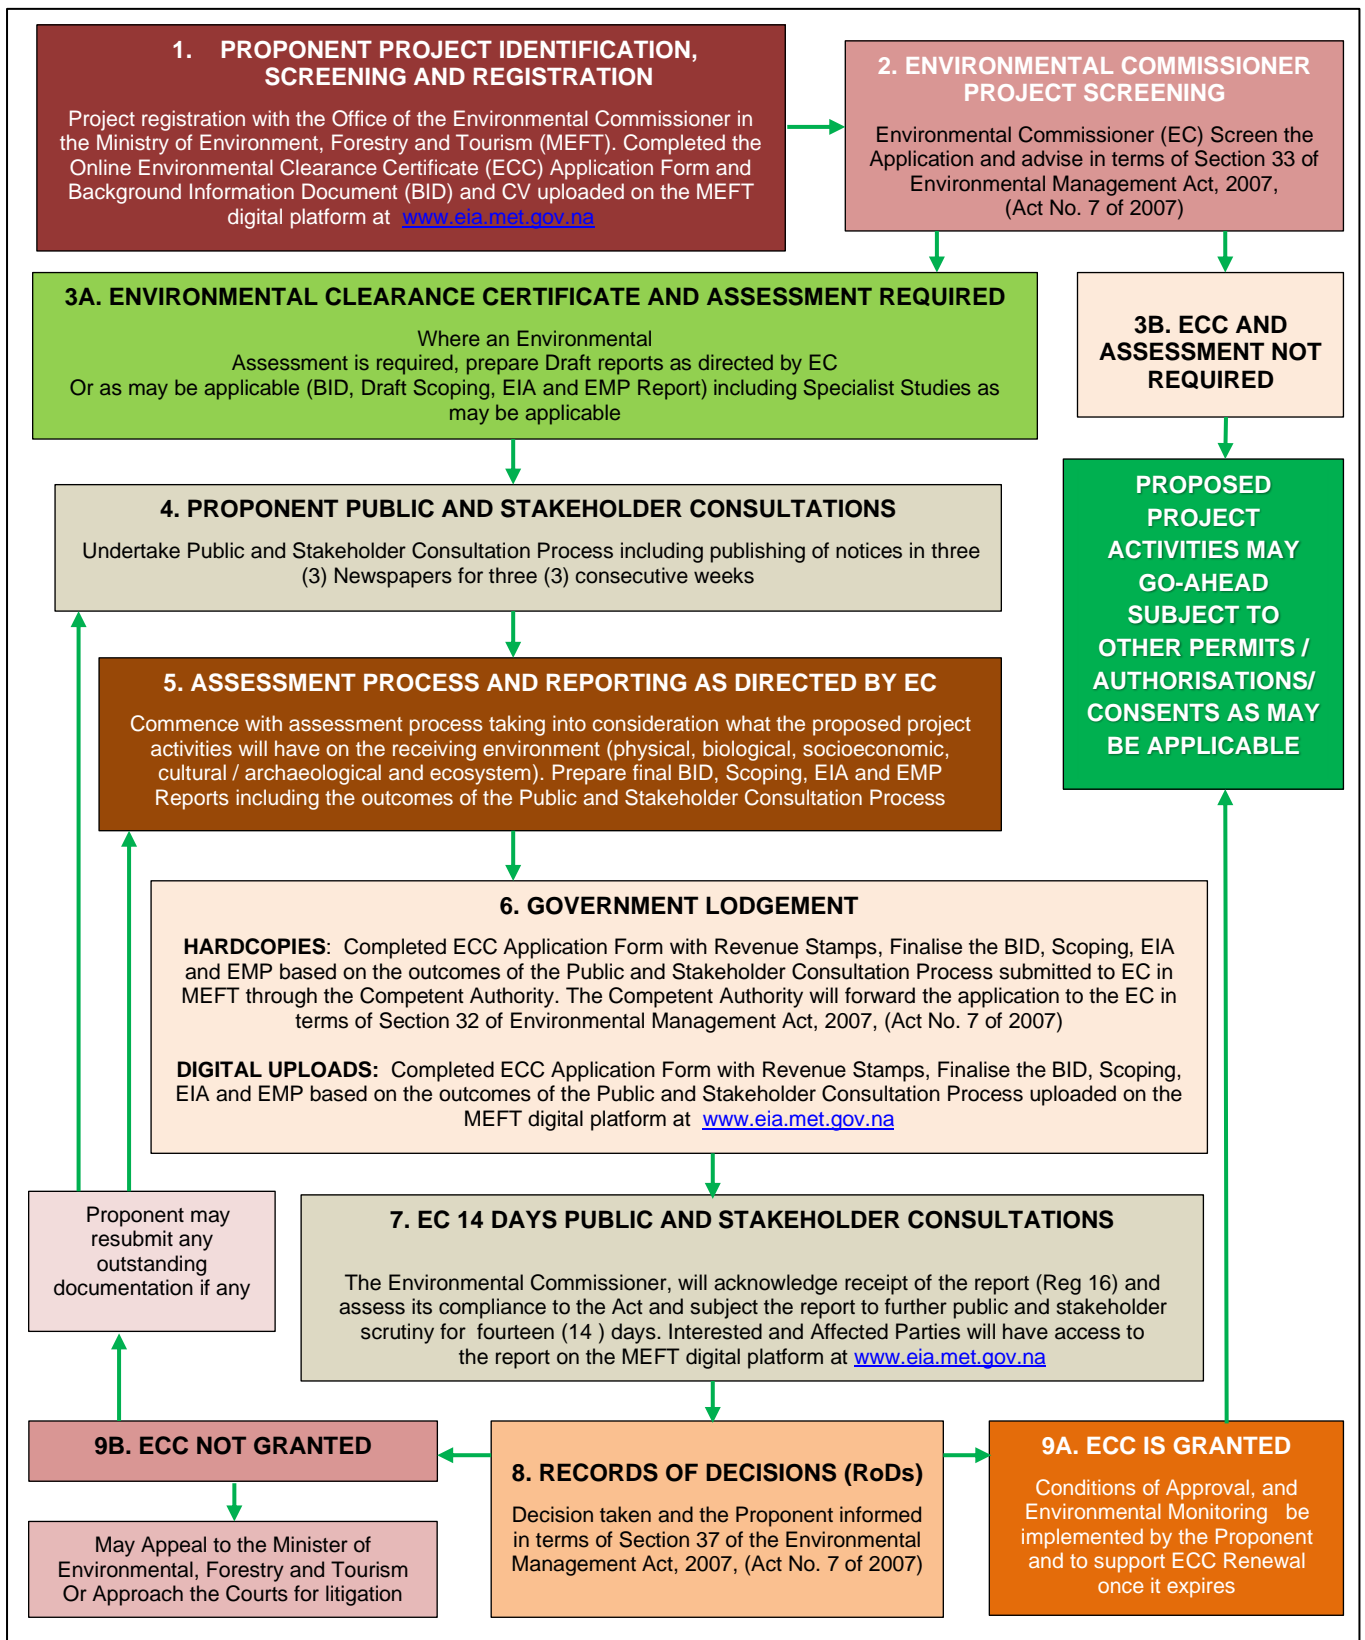 1. PROPONENT PROJECT IDENTIFICATION,
SCREENING AND REGISTRATION
Project registration with the Office of the Environmental Commissioner in
the Ministry of Environment, Forestry and Tourism (MEFT). Completed the
Online Environmental Clearance Certificate (ECC) Application Form and
Background Information Document (BID) and CV uploaded on the MEFT
digital platform at www.eia.met.gov.na
2. ENVIRONMENTAL COMMISSIONER
PROJECT SCREENING
Environmental Commissioner (EC) Screen the
Application and advise in terms of Section 33 of
Environmental Management Act, 2007,
(Act No. 7 of 2007)
3A. ENVIRONMENTAL CLEARANCE CERTIFICATE AND ASSESSMENT REQUIRED
Where an Environmental
Assessment is required, prepare Draft reports as directed by EC
Or as may be applicable (BID, Draft Scoping, EIA and EMP Report) including Specialist Studies as
may be applicable
3B. ECC AND
ASSESSMENT NOT
REQUIRED
4. PROPONENT PUBLIC AND STAKEHOLDER CONSULTATIONS
Undertake Public and Stakeholder Consultation Process including publishing of notices in three
(3) Newspapers for three (3) consecutive weeks
PROPOSED
PROJECT
ACTIVITIES MAY
GO-AHEAD
SUBJECT TO
OTHER PERMITS /
AUTHORISATIONS/
CONSENTS AS MAY
BE APPLICABLE
5. ASSESSMENT PROCESS AND REPORTING AS DIRECTED BY EC
Commence with assessment process taking into consideration what the proposed project
activities will have on the receiving environment (physical, biological, socioeconomic,
cultural / archaeological and ecosystem). Prepare final BID, Scoping, EIA and EMP
Reports including the outcomes of the Public and Stakeholder Consultation Process
6. GOVERNMENT LODGEMENT
HARDCOPIES: Completed ECC Application Form with Revenue Stamps, Finalise the BID, Scoping, EIA
and EMP based on the outcomes of the Public and Stakeholder Consultation Process submitted to EC in
MEFT through the Competent Authority. The Competent Authority will forward the application to the EC in
terms of Section 32 of Environmental Management Act, 2007, (Act No. 7 of 2007)
DIGITAL UPLOADS: Completed ECC Application Form with Revenue Stamps, Finalise the BID, Scoping,
EIA and EMP based on the outcomes of the Public and Stakeholder Consultation Process uploaded on the
MEFT digital platform at www.eia.met.gov.na
Proponent may
resubmit any
outstanding
documentation if any
7. EC 14 DAYS PUBLIC AND STAKEHOLDER CONSULTATIONS
The Environmental Commissioner, will acknowledge receipt of the report (Reg 16) and
assess its compliance to the Act and subject the report to further public and stakeholder
scrutiny for fourteen (14 ) days. Interested and Affected Parties will have access to
the report on the MEFT digital platform at www.eia.met.gov.na
9B. ECC NOT GRANTED
May Appeal to the Minister of
Environmental, Forestry and Tourism
Or Approach the Courts for litigation
8. RECORDS OF DECISIONS (RoDs)
Decision taken and the Proponent informed
in terms of Section 37 of the Environmental
Management Act, 2007, (Act No. 7 of 2007)
9A. ECC IS GRANTED
Conditions of Approval, and
Environmental Monitoring be
implemented by the Proponent
and to support ECC Renewal
once it expires